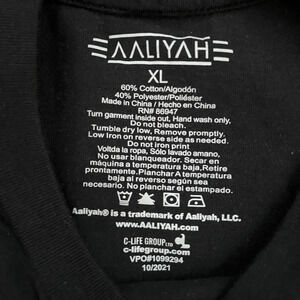 AALIYAH
XL
60% Cotton/Algodón
40% Polyester/Poliéster
Made in China / Hecho en China
RN# 86947
Turn garment inside out, Hand wash only,
Do not bleach.
Tumble dry low, Remove promptly.
Low Iron on reverse side as needed.
Do not iron on print.
Voltda la ropa, Sólo lavado amano,
No usar blanqueador. Secar en
máquina a temperatura baja,Retire
prontamente.Planchar A temperatura
baja al reverso según sea
necesario. No Planchar impresión.
Aaliyah® is a trademark of Aaliyah, LLC.
www.AALIYAH.com
C-LIFE GROUP LTD CL
VPO#1099294
10/2021